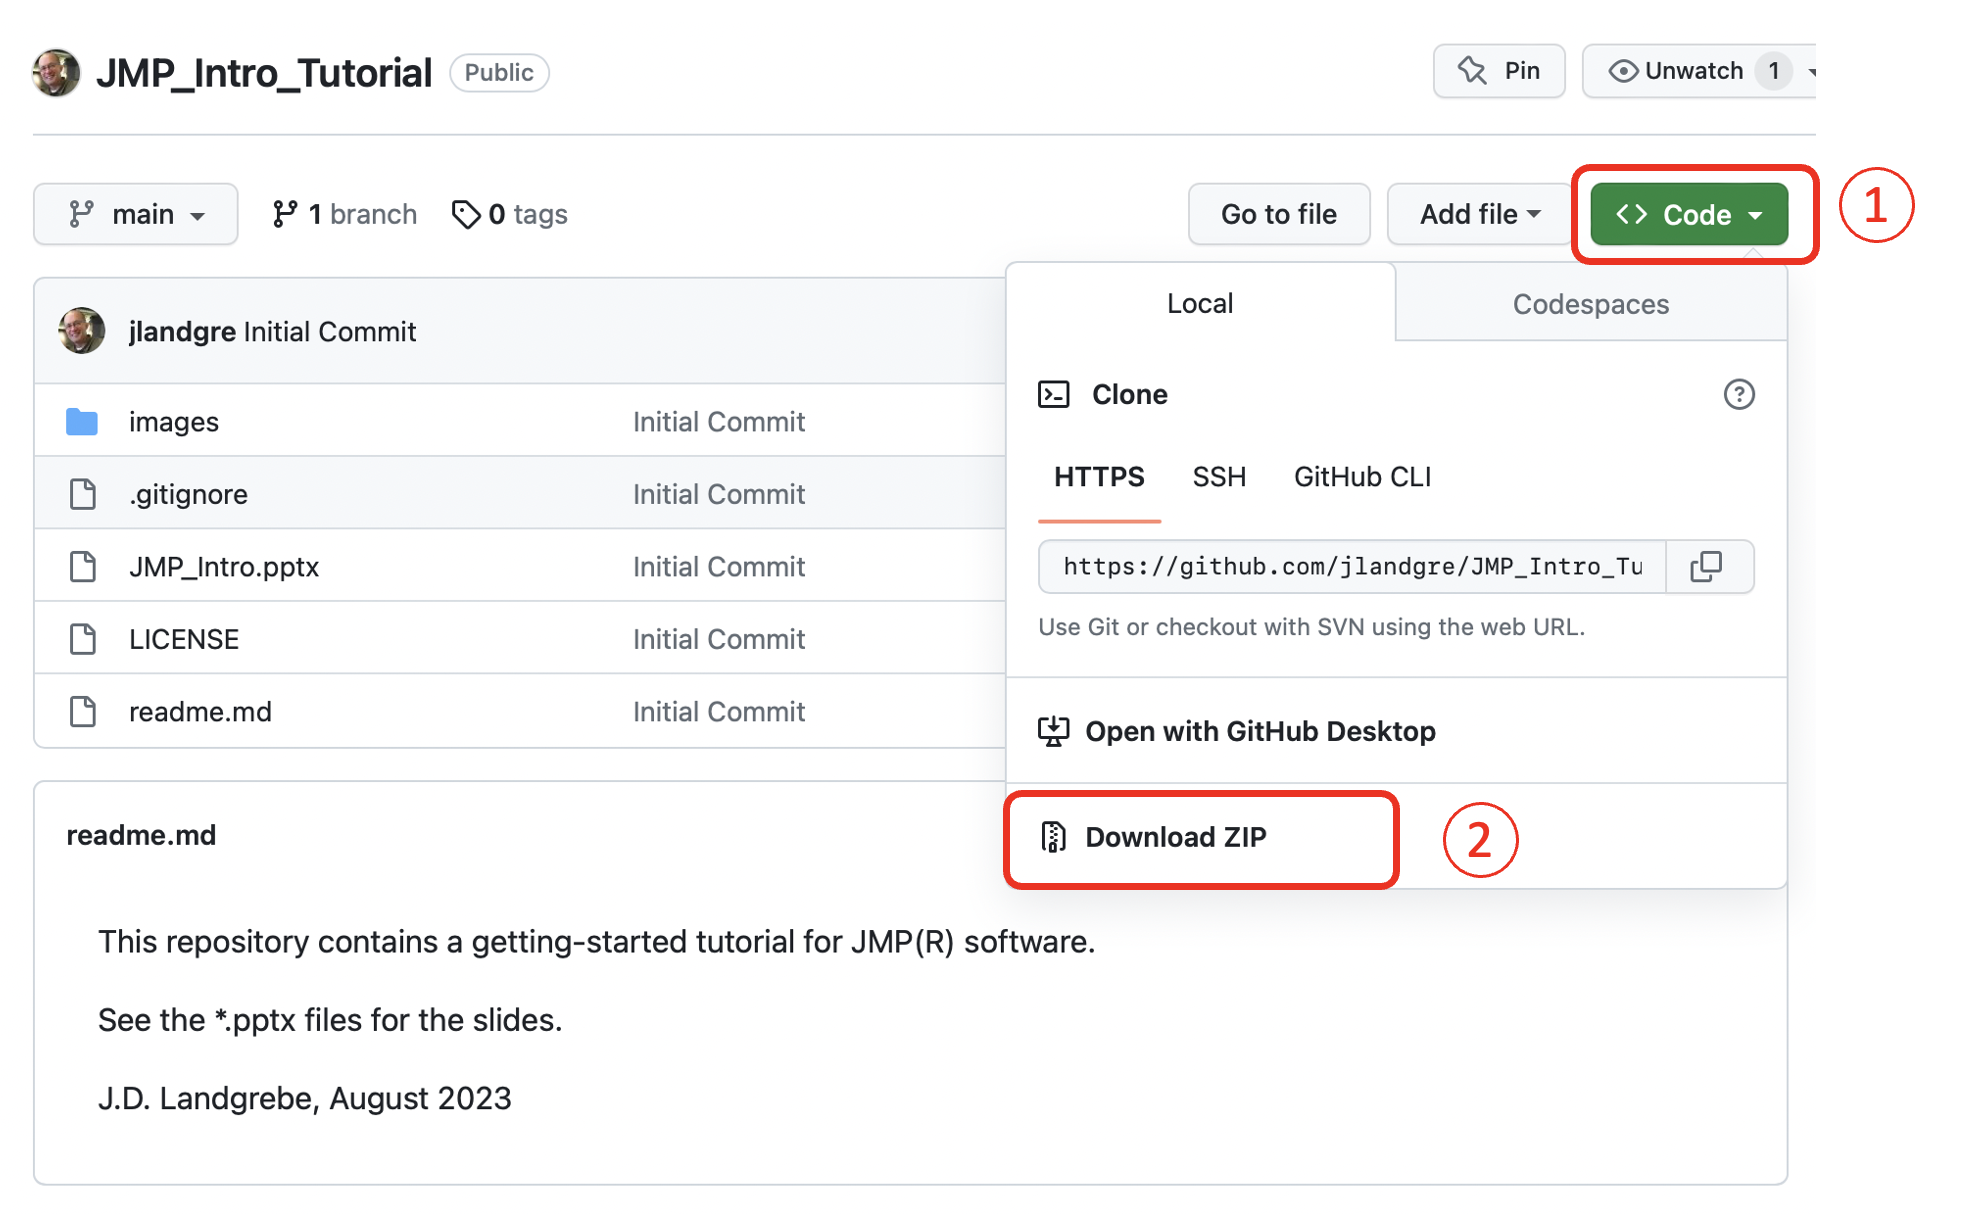 JMP_Intro_Tutorial Public Pin Unwatch 1
main 1 branch 0 tags Go to file Add file <> Code 1
Local Codespaces
jlandgre Initial Commit
Clone
images Initial Commit
HTTPS SSH GitHub CLI
.gitignore Initial Commit
JMP_Intro.pptx Initial Commit
https://github.com/jlandgre/JMP_Intro_Tu
LICENSE Initial Commit
Use Git or checkout with SVN using the web URL.
readme.md Initial Commit
Open with GitHub Desktop
Download ZIP 2
readme.md
This repository contains a getting-started tutorial for JMP(R) software.
See the *.pptx files for the slides.
J.D. Landgrebe, August 2023